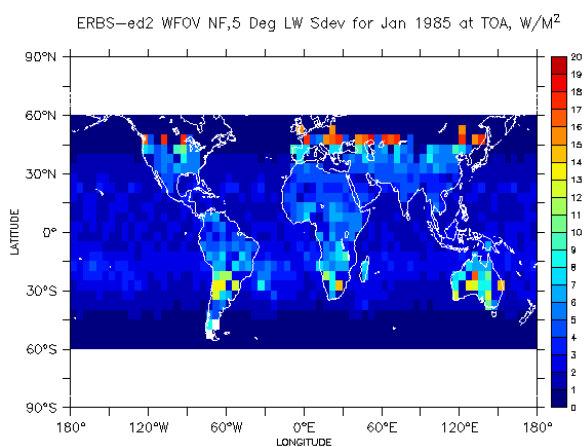 ERBS-ed2 WFOV NF,5 Deg LW Sdev for Jan 1985 at TOA, W/M²
90°N
60°N
30°N
0°
30°S
60°S
90°S
LATITUDE
180°
120°W
60°W
0°
60°E
120°E
180°
LONGITUDE
20
19
18
17
16
15
14
13
12
11
10
9
8
7
6
5
4
3
2
1
0